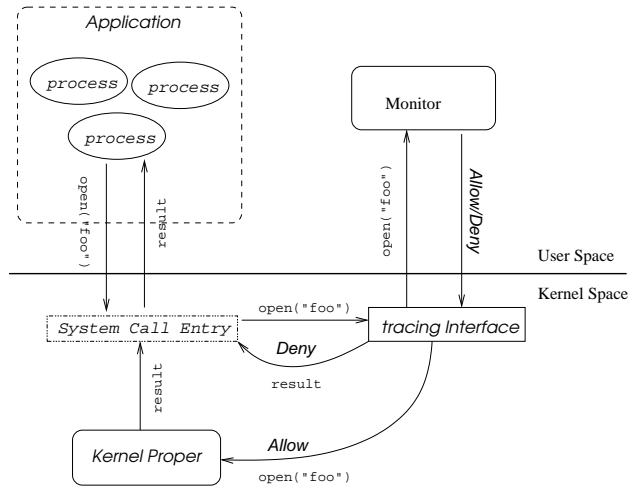 Application
process
process
process
Monitor
open("foo")
result
open("foo")
Allow/Deny
User Space
Kernel Space
System Call Entry
open("foo")
tracing Interface
Deny
result
result
Kernel Proper
Allow
open("foo")